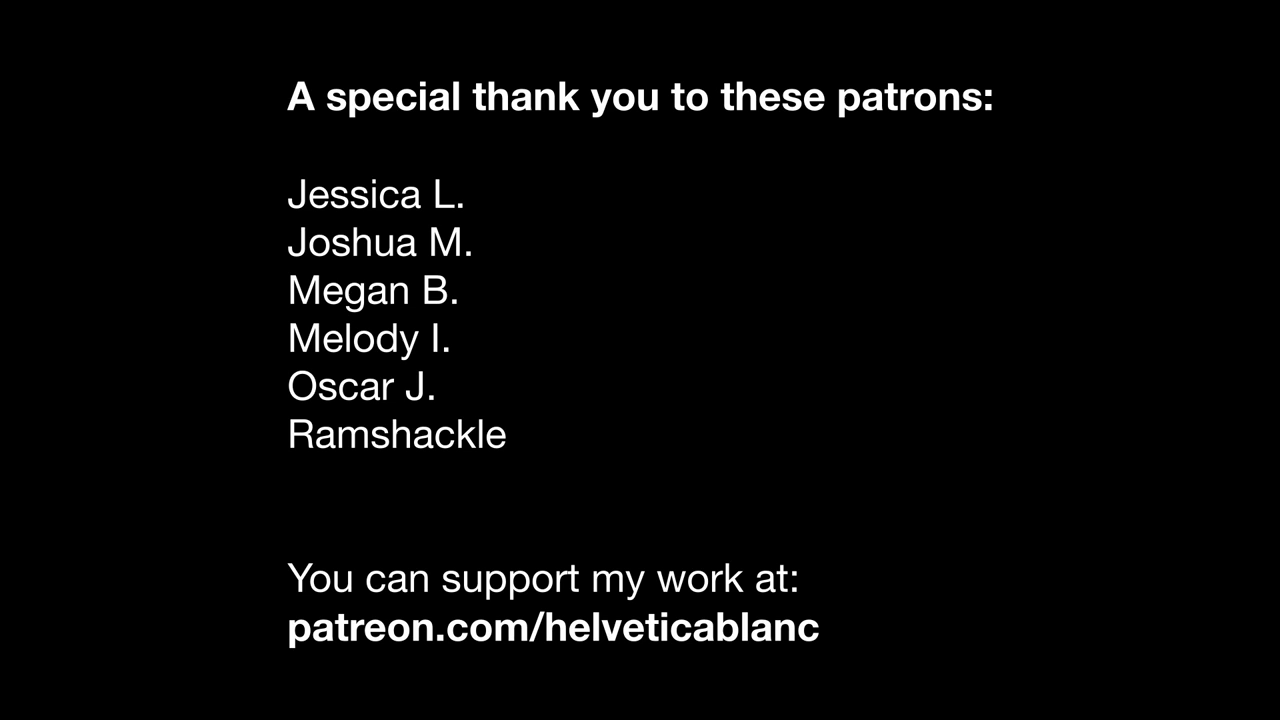 A special thank you to these patrons:
Jessica L.
Joshua M.
Megan B.
Melody I.
Oscar J.
Ramshackle
You can support my work at:
patreon.com/helveticablanc